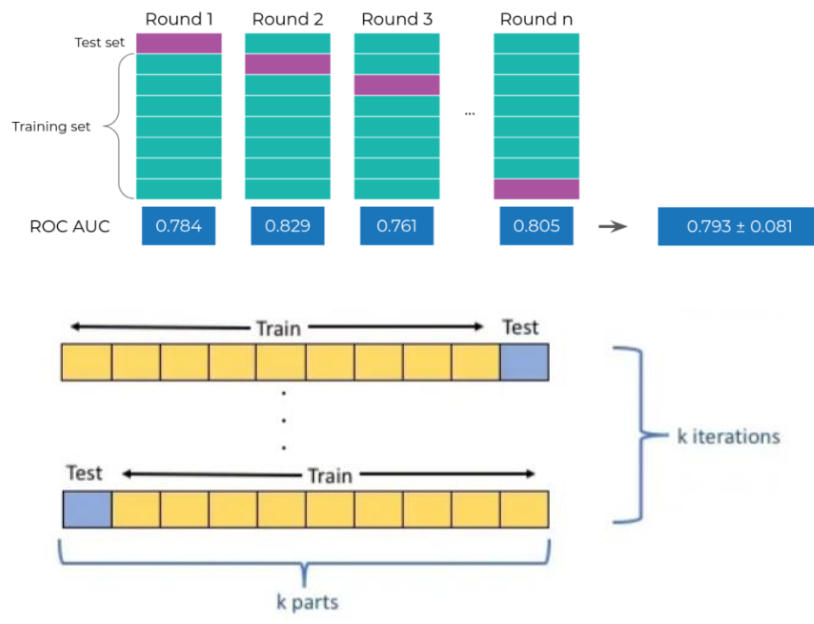 Round 1 Round 2 Round 3 Round n
Test set
Training set
...
ROC AUC 0.784 0.829 0.761 0.805 0.793 ± 0.081
Train Test
k iterations
Test Train
k parts